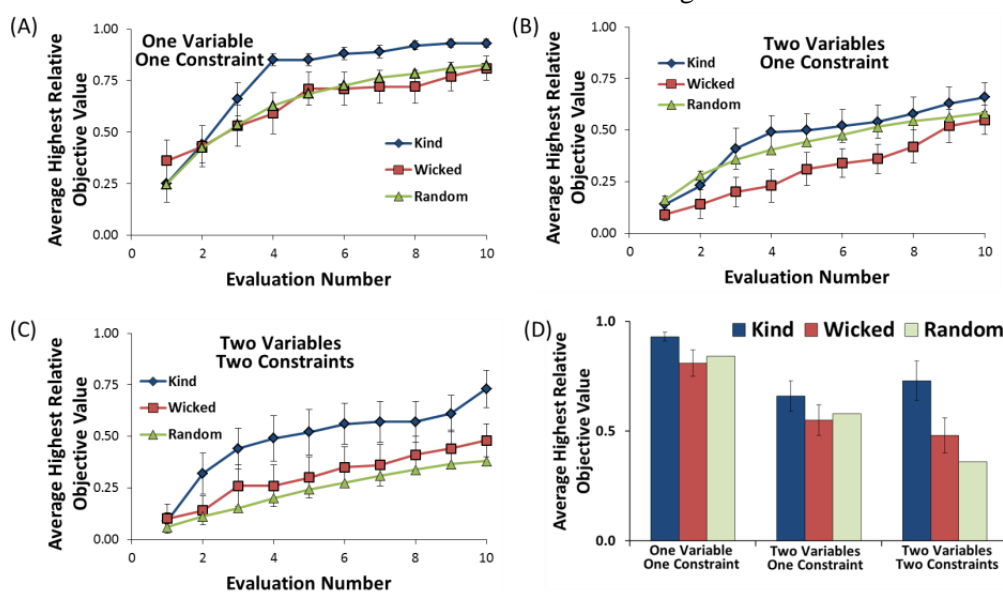 (A)
One Variable
One Constraint
Average Highest Relative
Objective Value
1.00
0.75
0.50
0.25
0.00
Kind
Wicked
Random
0 2 4 6 8 10
Evaluation Number
(B)
Two Variables
One Constraint
Average Highest Relative
Objective Value
1.00
0.75
0.50
0.25
0.00
Kind
Wicked
Random
0 2 4 6 8 10
Evaluation Number
(C)
Two Variables
Two Constraints
Average Highest Relative
Objective Value
1.00
0.75
0.50
0.25
0.00
Kind
Wicked
Random
0 2 4 6 8 10
Evaluation Number
(D)
Kind Wicked Random
Average Highest Relative
Objective Value
1.0
0.5
0.0
One Variable
One Constraint
Two Variables
One Constraint
Two Variables
Two Constraints